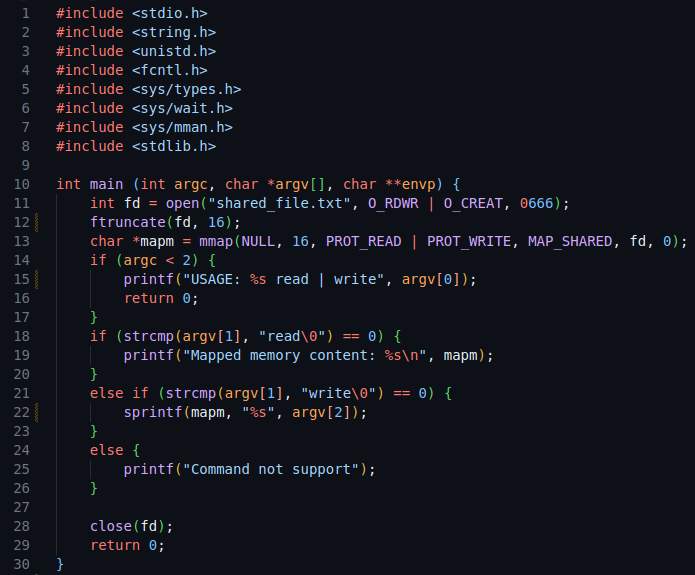 1 #include <stdio.h>
2 #include <string.h>
3 #include <unistd.h>
4 #include <fcntl.h>
5 #include <sys/types.h>
6 #include <sys/wait.h>
7 #include <sys/mman.h>
8 #include <stdlib.h>
9
10 int main (int argc, char *argv[], char **envp) {
11     int fd = open("shared_file.txt", O_RDWR | O_CREAT, 0666);
12     ftruncate(fd, 16);
13     char *mapm = mmap(NULL, 16, PROT_READ | PROT_WRITE, MAP_SHARED, fd, 0);
14     if (argc < 2) {
15         printf("USAGE: %s read | write", argv[0]);
16         return 0;
17     }
18     if (strcmp(argv[1], "read\0") == 0) {
19         printf("Mapped memory content: %s\n", mapm);
20     }
21     else if (strcmp(argv[1], "write\0") == 0) {
22         sprintf(mapm, "%s", argv[2]);
23     }
24     else {
25         printf("Command not support");
26     }
27
28     close(fd);
29     return 0;
30 }